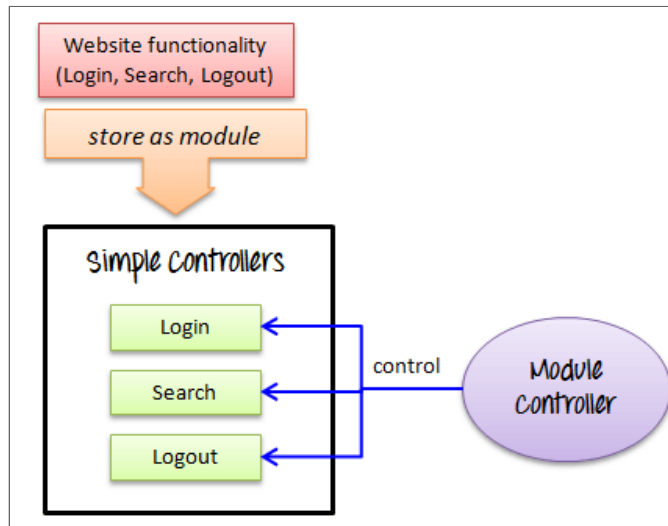 Website functionality
(Login, Search, Logout)
store as module
Simple Controllers
Login
Search
Logout
control
Module
Controller